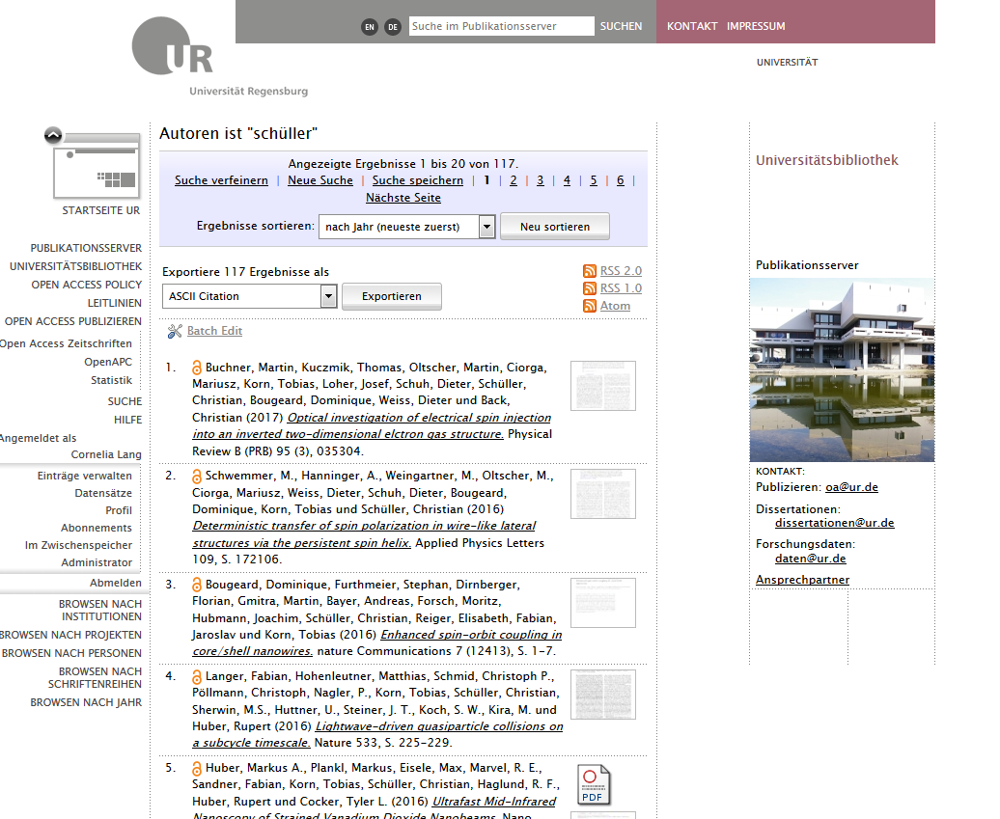 EN DE Suche im Publikationsserver SUCHEN KONTAKT IMPRESSUM
UR
Universität Regensburg
UNIVERSITÄT
STARTSEITE UR
PUBLIKATIONSSERVER
UNIVERSITÄTSBIBLIOTHEK
OPEN ACCESS POLICY
LEITLINIEN
OPEN ACCESS PUBLIZIEREN
Open Access Zeitschriften
OpenAPC
Statistik
SUCHE
HILFE
Angemeldet als
Cornelia Lang
Einträge verwalten
Datensätze
Profil
Abonnements
Im Zwischenspeicher
Administrator
Abmelden
BROWSEN NACH
INSTITUTIONEN
BROWSEN NACH PROJEKTEN
BROWSEN NACH PERSONEN
BROWSEN NACH
SCHRIFTENREIHEN
BROWSEN NACH JAHR
Autoren ist "schüller"
Angezeigte Ergebnisse 1 bis 20 von 117.
Suche verfeinern | Neue Suche | Suche speichern | 1 | 2 | 3 | 4 | 5 | 6 |
Nächste Seite
Ergebnisse sortieren: nach Jahr (neueste zuerst) Neu sortieren
Exportiere 117 Ergebnisse als
ASCII Citation Exportieren
RSS 2.0
RSS 1.0
Atom
Batch Edit
1. Buchner, Martin, Kuczmik, Thomas, Oltscher, Martin, Ciorga,
Mariusz, Korn, Tobias, Loher, Josef, Schuh, Dieter, Schüller,
Christian, Bougeard, Dominique, Weiss, Dieter und Back,
Christian (2017) Optical investigation of electrical spin injection
into an inverted two-dimensional elctron gas structure. Physical
Review B (PRB) 95 (3), 035304.
2. Schwemmer, M., Hanninger, A., Weingartner, M., Oltscher, M.,
Ciorga, Mariusz, Weiss, Dieter, Schuh, Dieter, Bougeard,
Dominique, Korn, Tobias und Schüller, Christian (2016)
Deterministic transfer of spin polarization in wire-like lateral
structures via the persistent spin helix. Applied Physics Letters
109, S. 172106.
3. Bougeard, Dominique, Furthmeier, Stephan, Dirnberger,
Florian, Gmitra, Martin, Bayer, Andreas, Forsch, Moritz,
Hubmann, Joachim, Schüller, Christian, Reiger, Elisabeth, Fabian,
Jaroslav und Korn, Tobias (2016) Enhanced spin-orbit coupling in
core/shell nanowires. nature Communications 7 (12413), S. 1-7.
4. Langer, Fabian, Hohenleutner, Matthias, Schmid, Christoph P.,
Pöllmann, Christoph, Nagler, P., Korn, Tobias, Schüller, Christian,
Sherwin, M.S., Huttner, U., Steiner, J. T., Koch, S. W., Kira, M. und
Huber, Rupert (2016) Lightwave-driven quasiparticle collisions on
a subcycle timescale. Nature 533, S. 225-229.
5. Huber, Markus A., Plankl, Markus, Eisele, Max, Marvel, R. E.,
Sandner, Fabian, Korn, Tobias, Schüller, Christian, Haglund, R. F.,
Huber, Rupert und Cocker, Tyler L. (2016) Ultrafast Mid-Infrared
Nanoscopy of Strained Vanadium Dioxide Nanobeams. Nano
PDF
Universitätsbibliothek
Publikationsserver
KONTAKT:
Publizieren: oa@ur.de
Dissertationen:
dissertationen@ur.de
Forschungsdaten:
daten@ur.de
Ansprechpartner